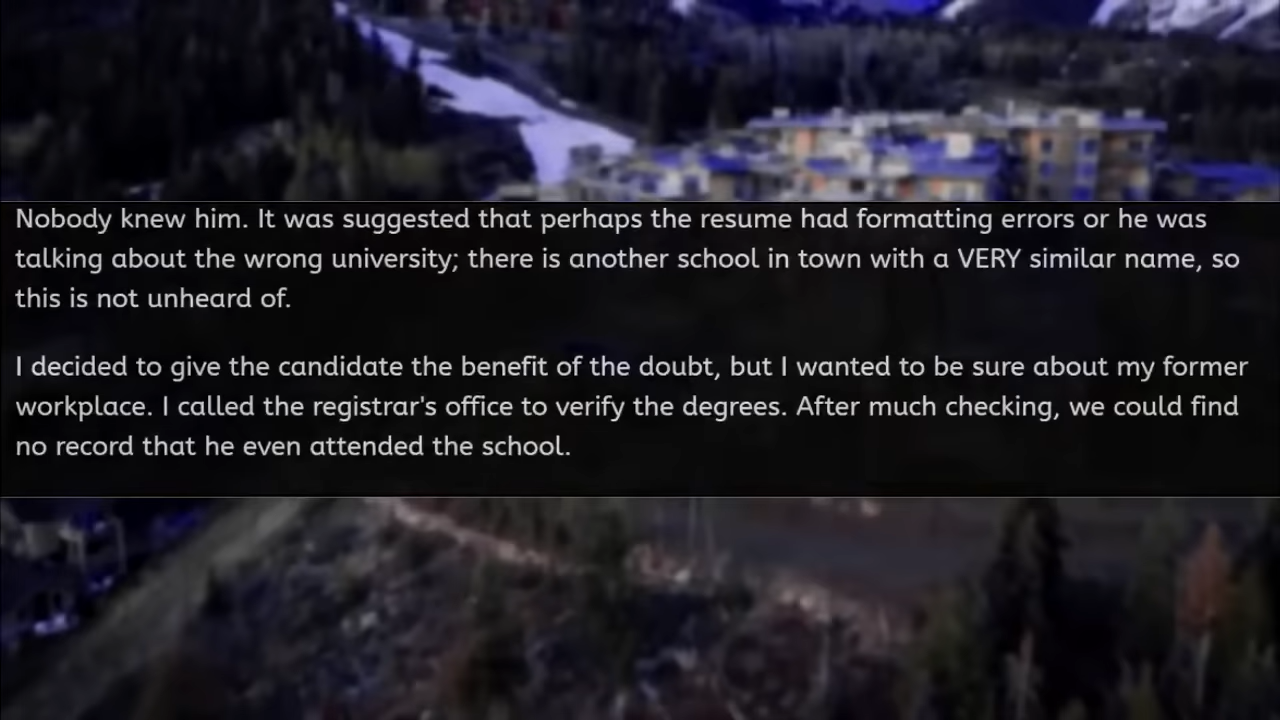 Nobody knew him. It was suggested that perhaps the resume had formatting errors or he was
talking about the wrong university; there is another school in town with a VERY similar name, so
this is not unheard of.
I decided to give the candidate the benefit of the doubt, but I wanted to be sure about my former
workplace. I called the registrar's office to verify the degrees. After much checking, we could find
no record that he even attended the school.